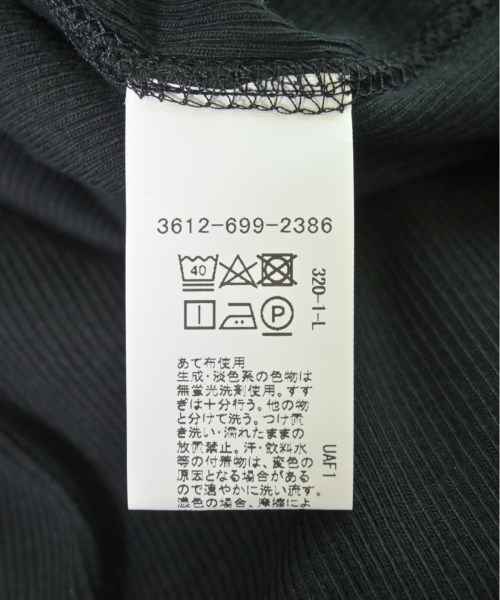 3612-699-2386
40
P
320-1-L
あて布使用
生成・淡色系の色物は
無蛍光洗剤使用。すす
ぎは十分行う。他の物
と分けて洗う。つけ置
き洗い・濡れたままの
放置禁止。汗・飲料水
等の付着物は、変色の
原因となる場合がある
ので速やかに洗い流す。
濃色の場合、摩擦によ
UAF1